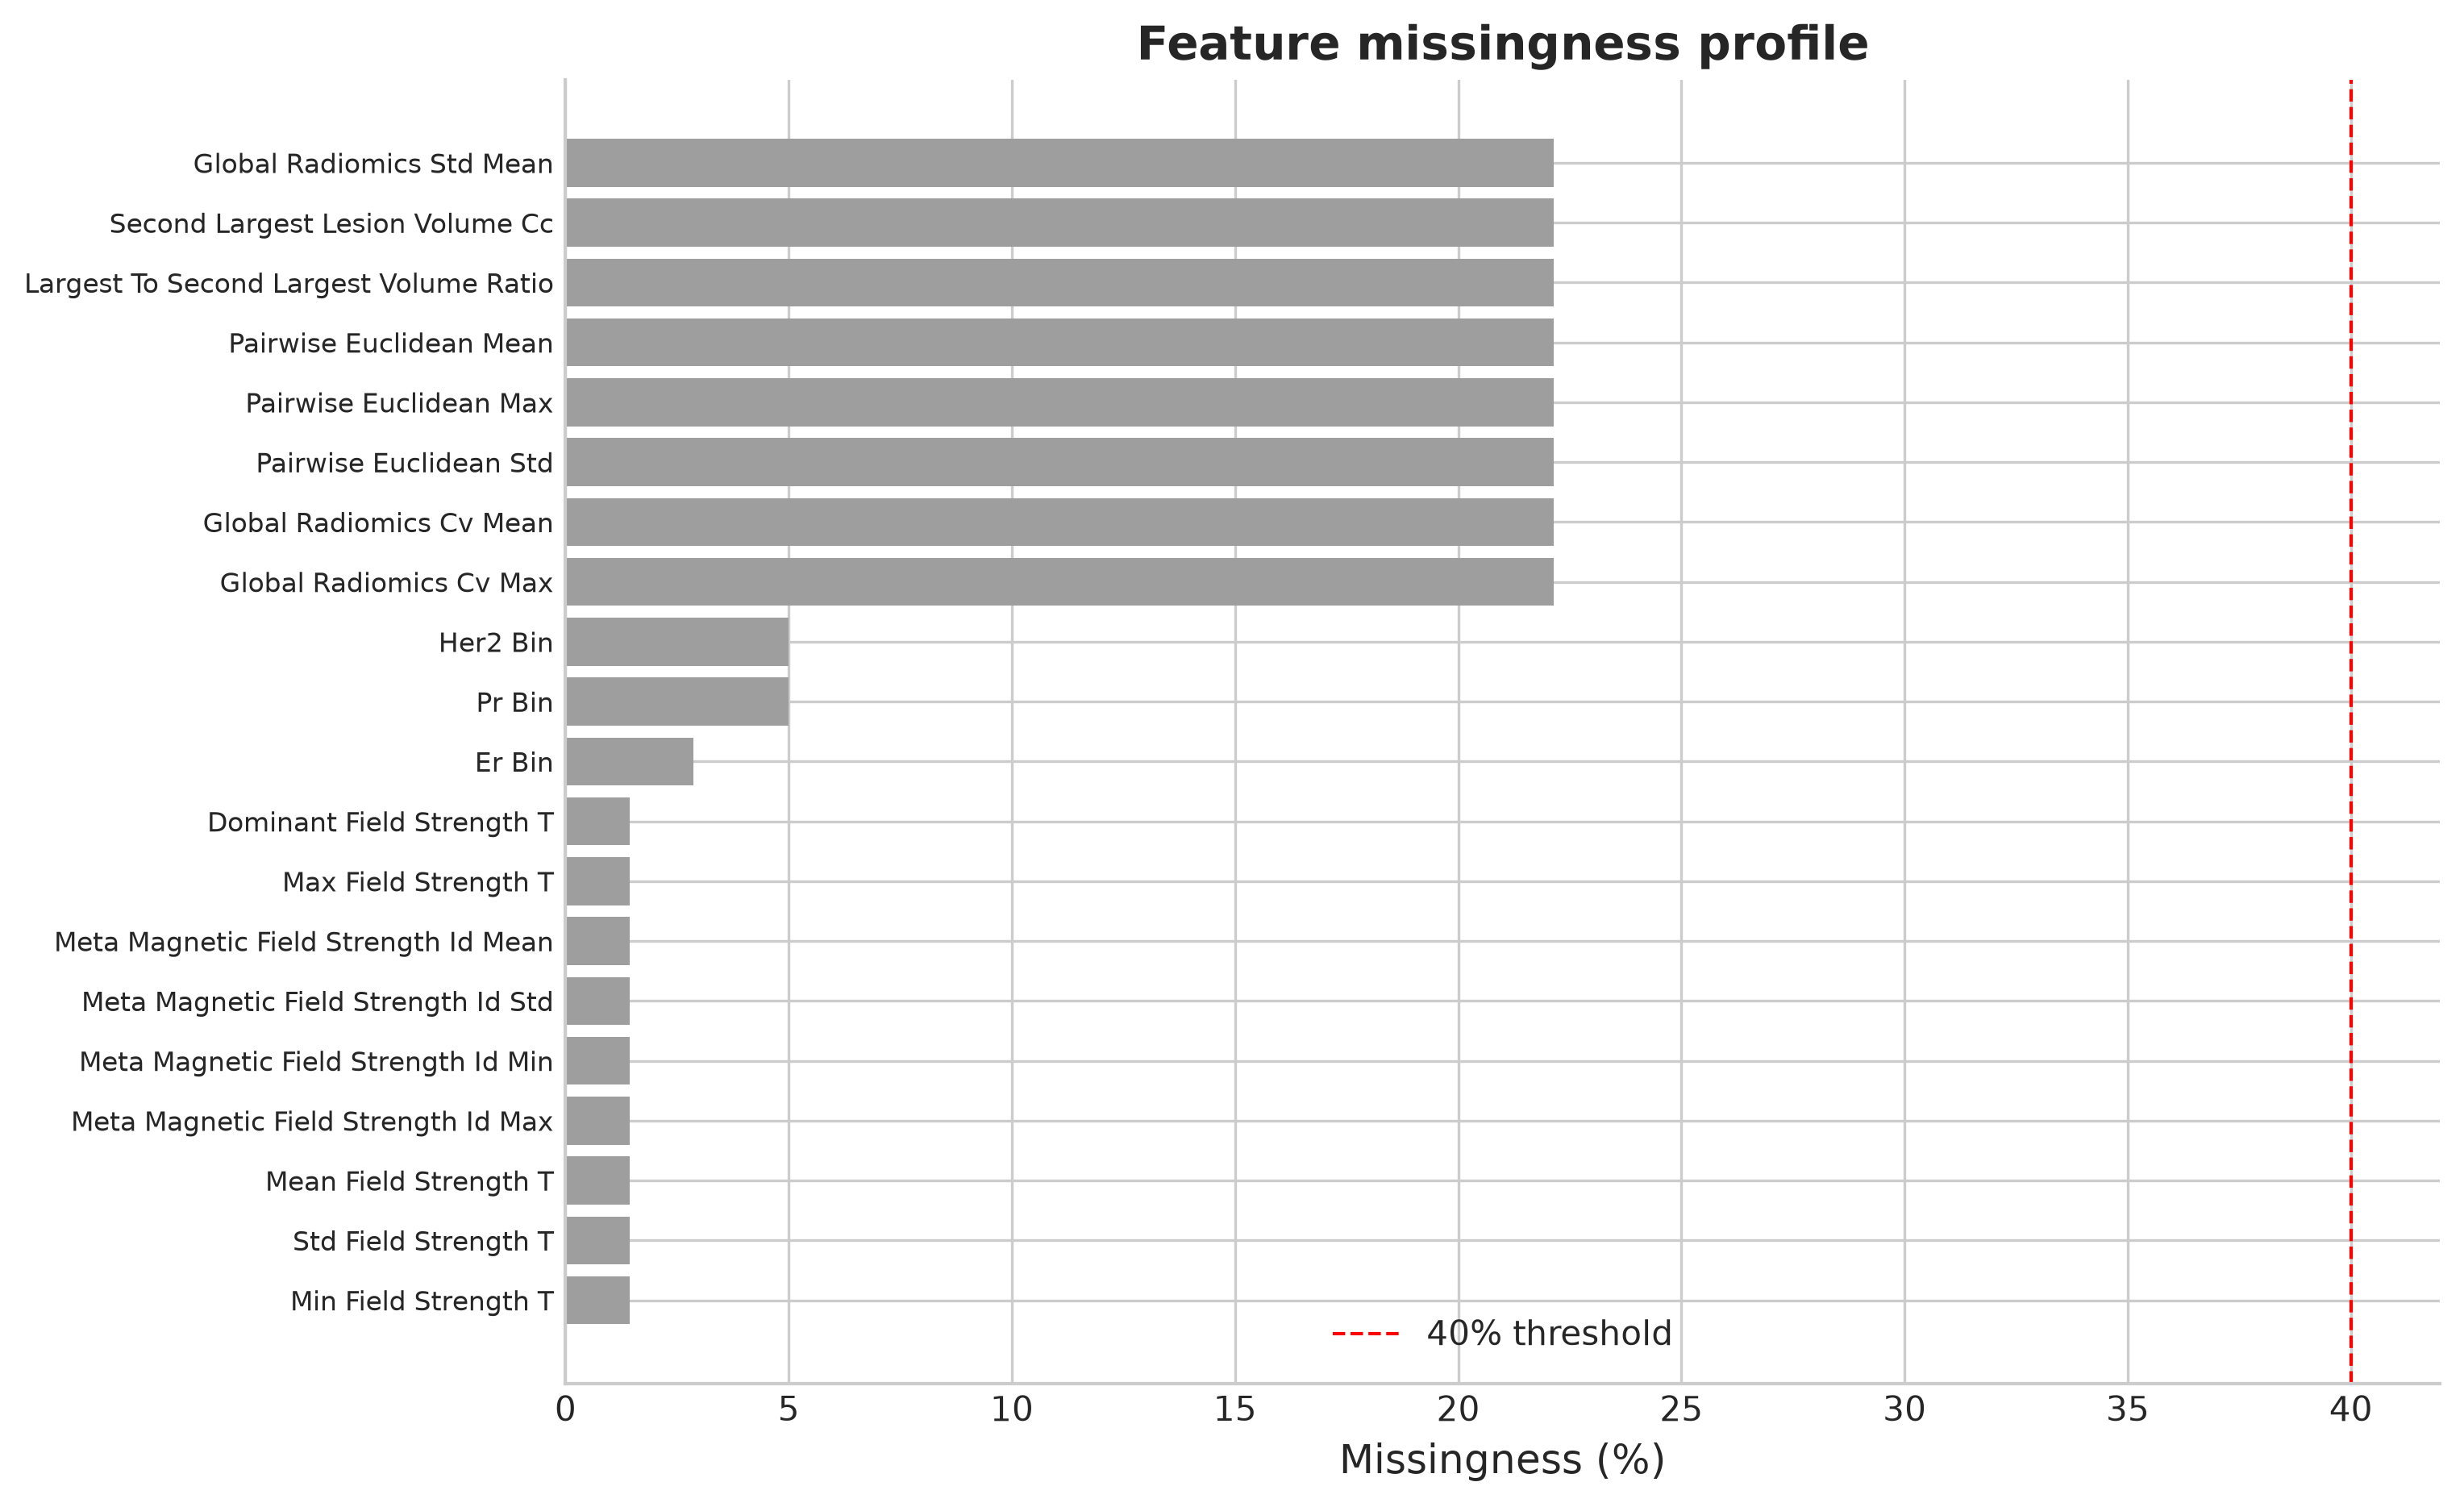 Feature missingness profile
Global Radiomics Std Mean
Second Largest Lesion Volume Cc
Largest To Second Largest Volume Ratio
Pairwise Euclidean Mean
Pairwise Euclidean Max
Pairwise Euclidean Std
Global Radiomics Cv Mean
Global Radiomics Cv Max
Her2 Bin
Pr Bin
Er Bin
Dominant Field Strength T
Max Field Strength T
Meta Magnetic Field Strength Id Mean
Meta Magnetic Field Strength Id Std
Meta Magnetic Field Strength Id Min
Meta Magnetic Field Strength Id Max
Mean Field Strength T
Std Field Strength T
Min Field Strength T
40% threshold
0 5 10 15 20 25 30 35 40
Missingness (%)